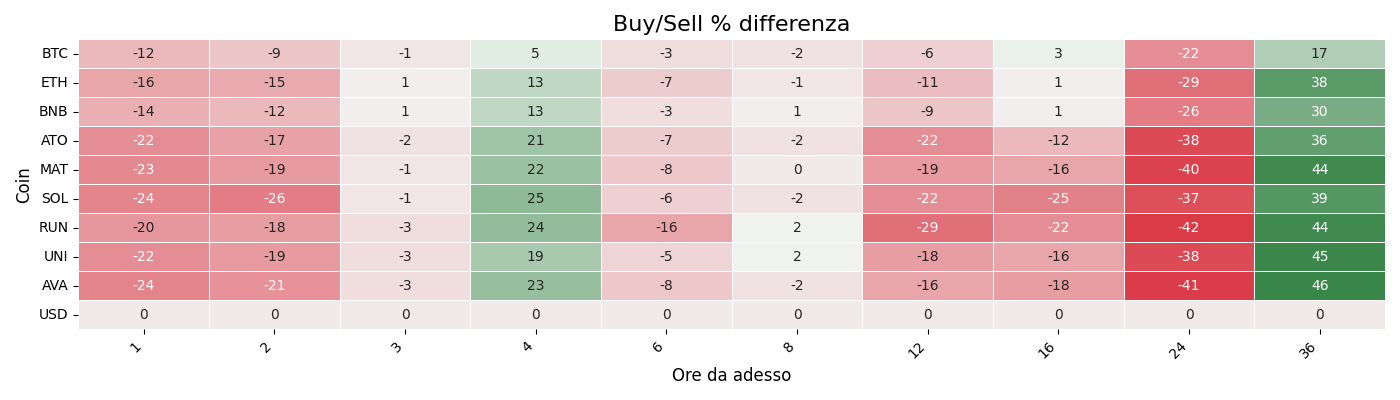 Buy/Sell % differenza
Coin
BTC -12 -9 -1 5 -3 -2 -6 3 -22 17
ETH -16 -15 1 13 -7 -1 -11 1 -29 38
BNB -14 -12 1 13 -3 1 -9 1 -26 30
ATO -22 -17 -2 21 -7 -2 -22 -12 -38 36
MAT -23 -19 -1 22 -8 0 -19 -16 -40 44
SOL -24 -26 -1 25 -6 -2 -22 -25 -37 39
RUN -20 -18 -3 24 -16 2 -29 -22 -42 44
UNI -22 -19 -3 19 -5 2 -18 -16 -38 45
AVA -24 -21 -3 23 -8 -2 -16 -18 -41 46
USD 0 0 0 0 0 0 0 0 0 0
1 2 3 4 6 8 12 16 24 36
Ore da adesso